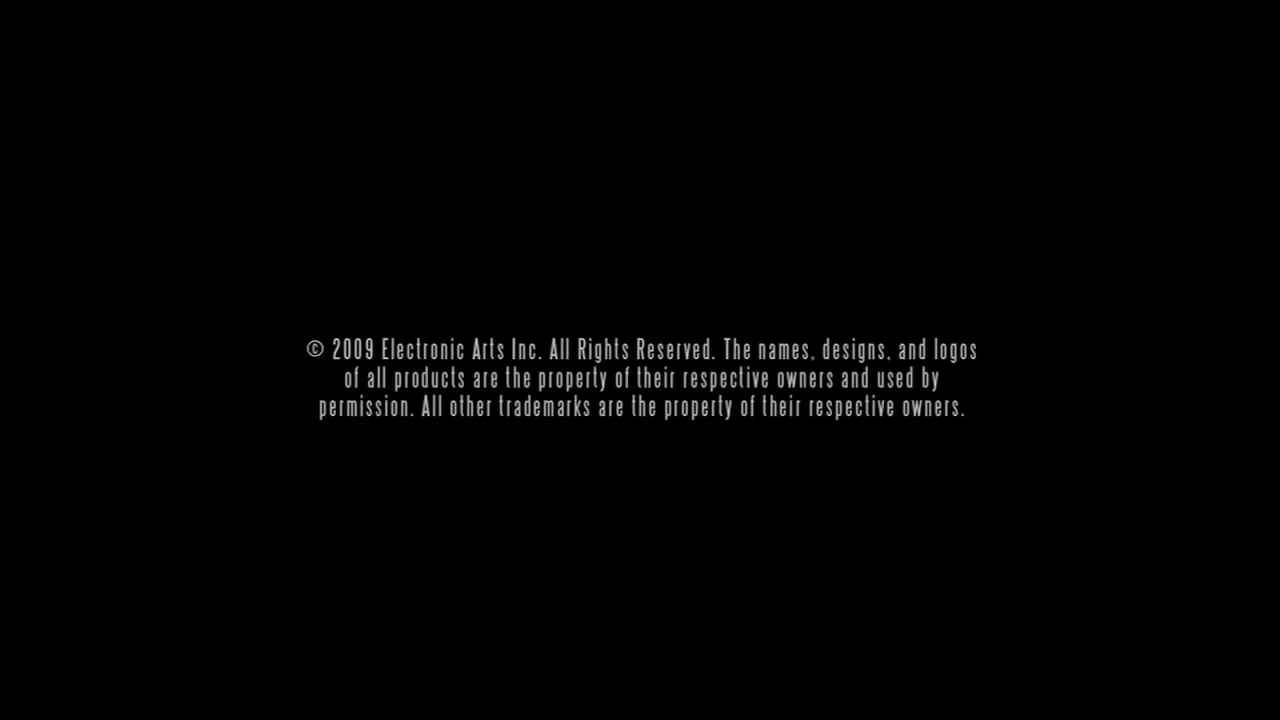 © 2009 Electronic Arts Inc. All Rights Reserved. The names, designs, and logos
of all products are the property of their respective owners and used by
permission. All other trademarks are the property of their respective owners.